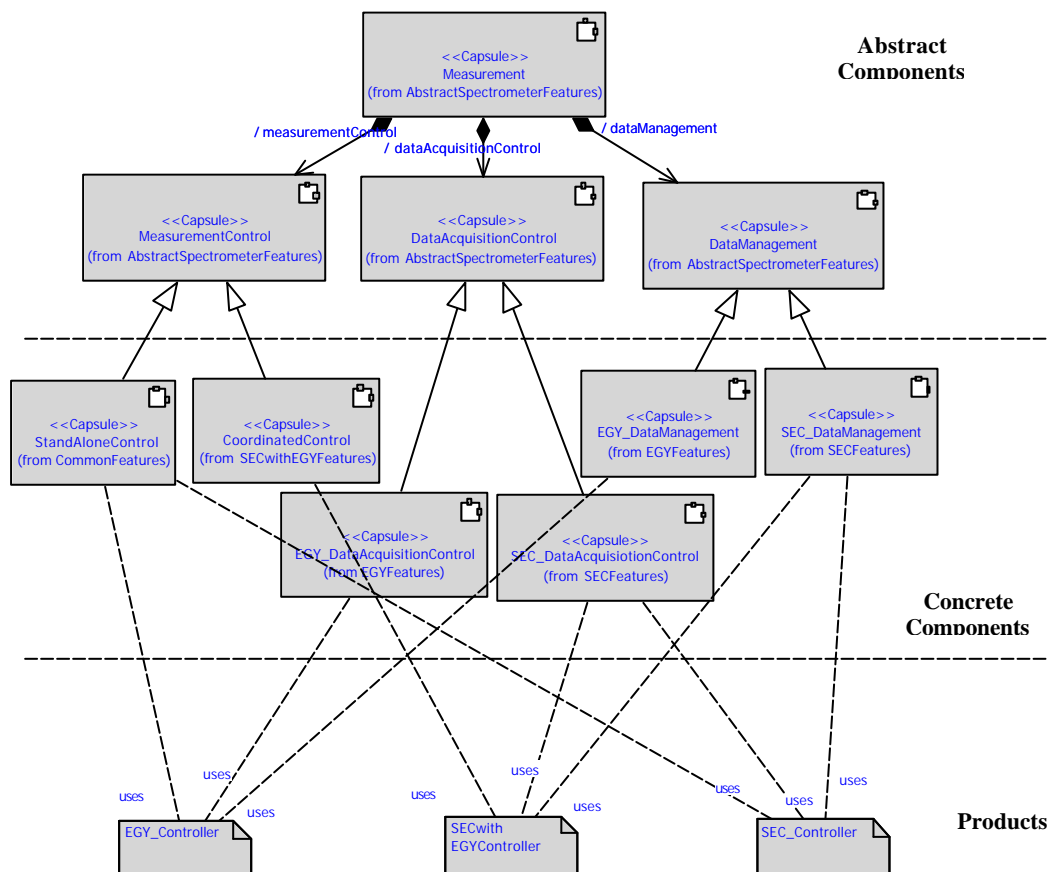 Abstract
Components
<<Capsule>>
Measurement
(from AbstractSpectrometerFeatures)
/ measurementControl
/ dataAcquisitionControl
/ dataManagement
<<Capsule>>
MeasurementControl
(from AbstractSpectrometerFeatures)
<<Capsule>>
DataAcquisitionControl
(from AbstractSpectrometerFeatures)
<<Capsule>>
DataManagement
(from AbstractSpectrometerFeatures)
<<Capsule>>
StandAloneControl
(from CommonFeatures)
<<Capsule>>
CoordinatedControl
(from SECwithEGYFeatures)
<<Capsule>>
EGY_DataManagement
(from EGYFeatures)
<<Capsule>>
SEC_DataManagement
(from SECFeatures)
<<Capsule>>
EGY_DataAcquisitionControl
(from EGYFeatures)
<<Capsule>>
SEC_DataAcquisiotionControl
(from SECFeatures)
Concrete
Components
uses
uses
uses
uses
uses
uses
uses
uses
uses
EGY_Controller
SECwith
EGYController
SEC_Controller
Products